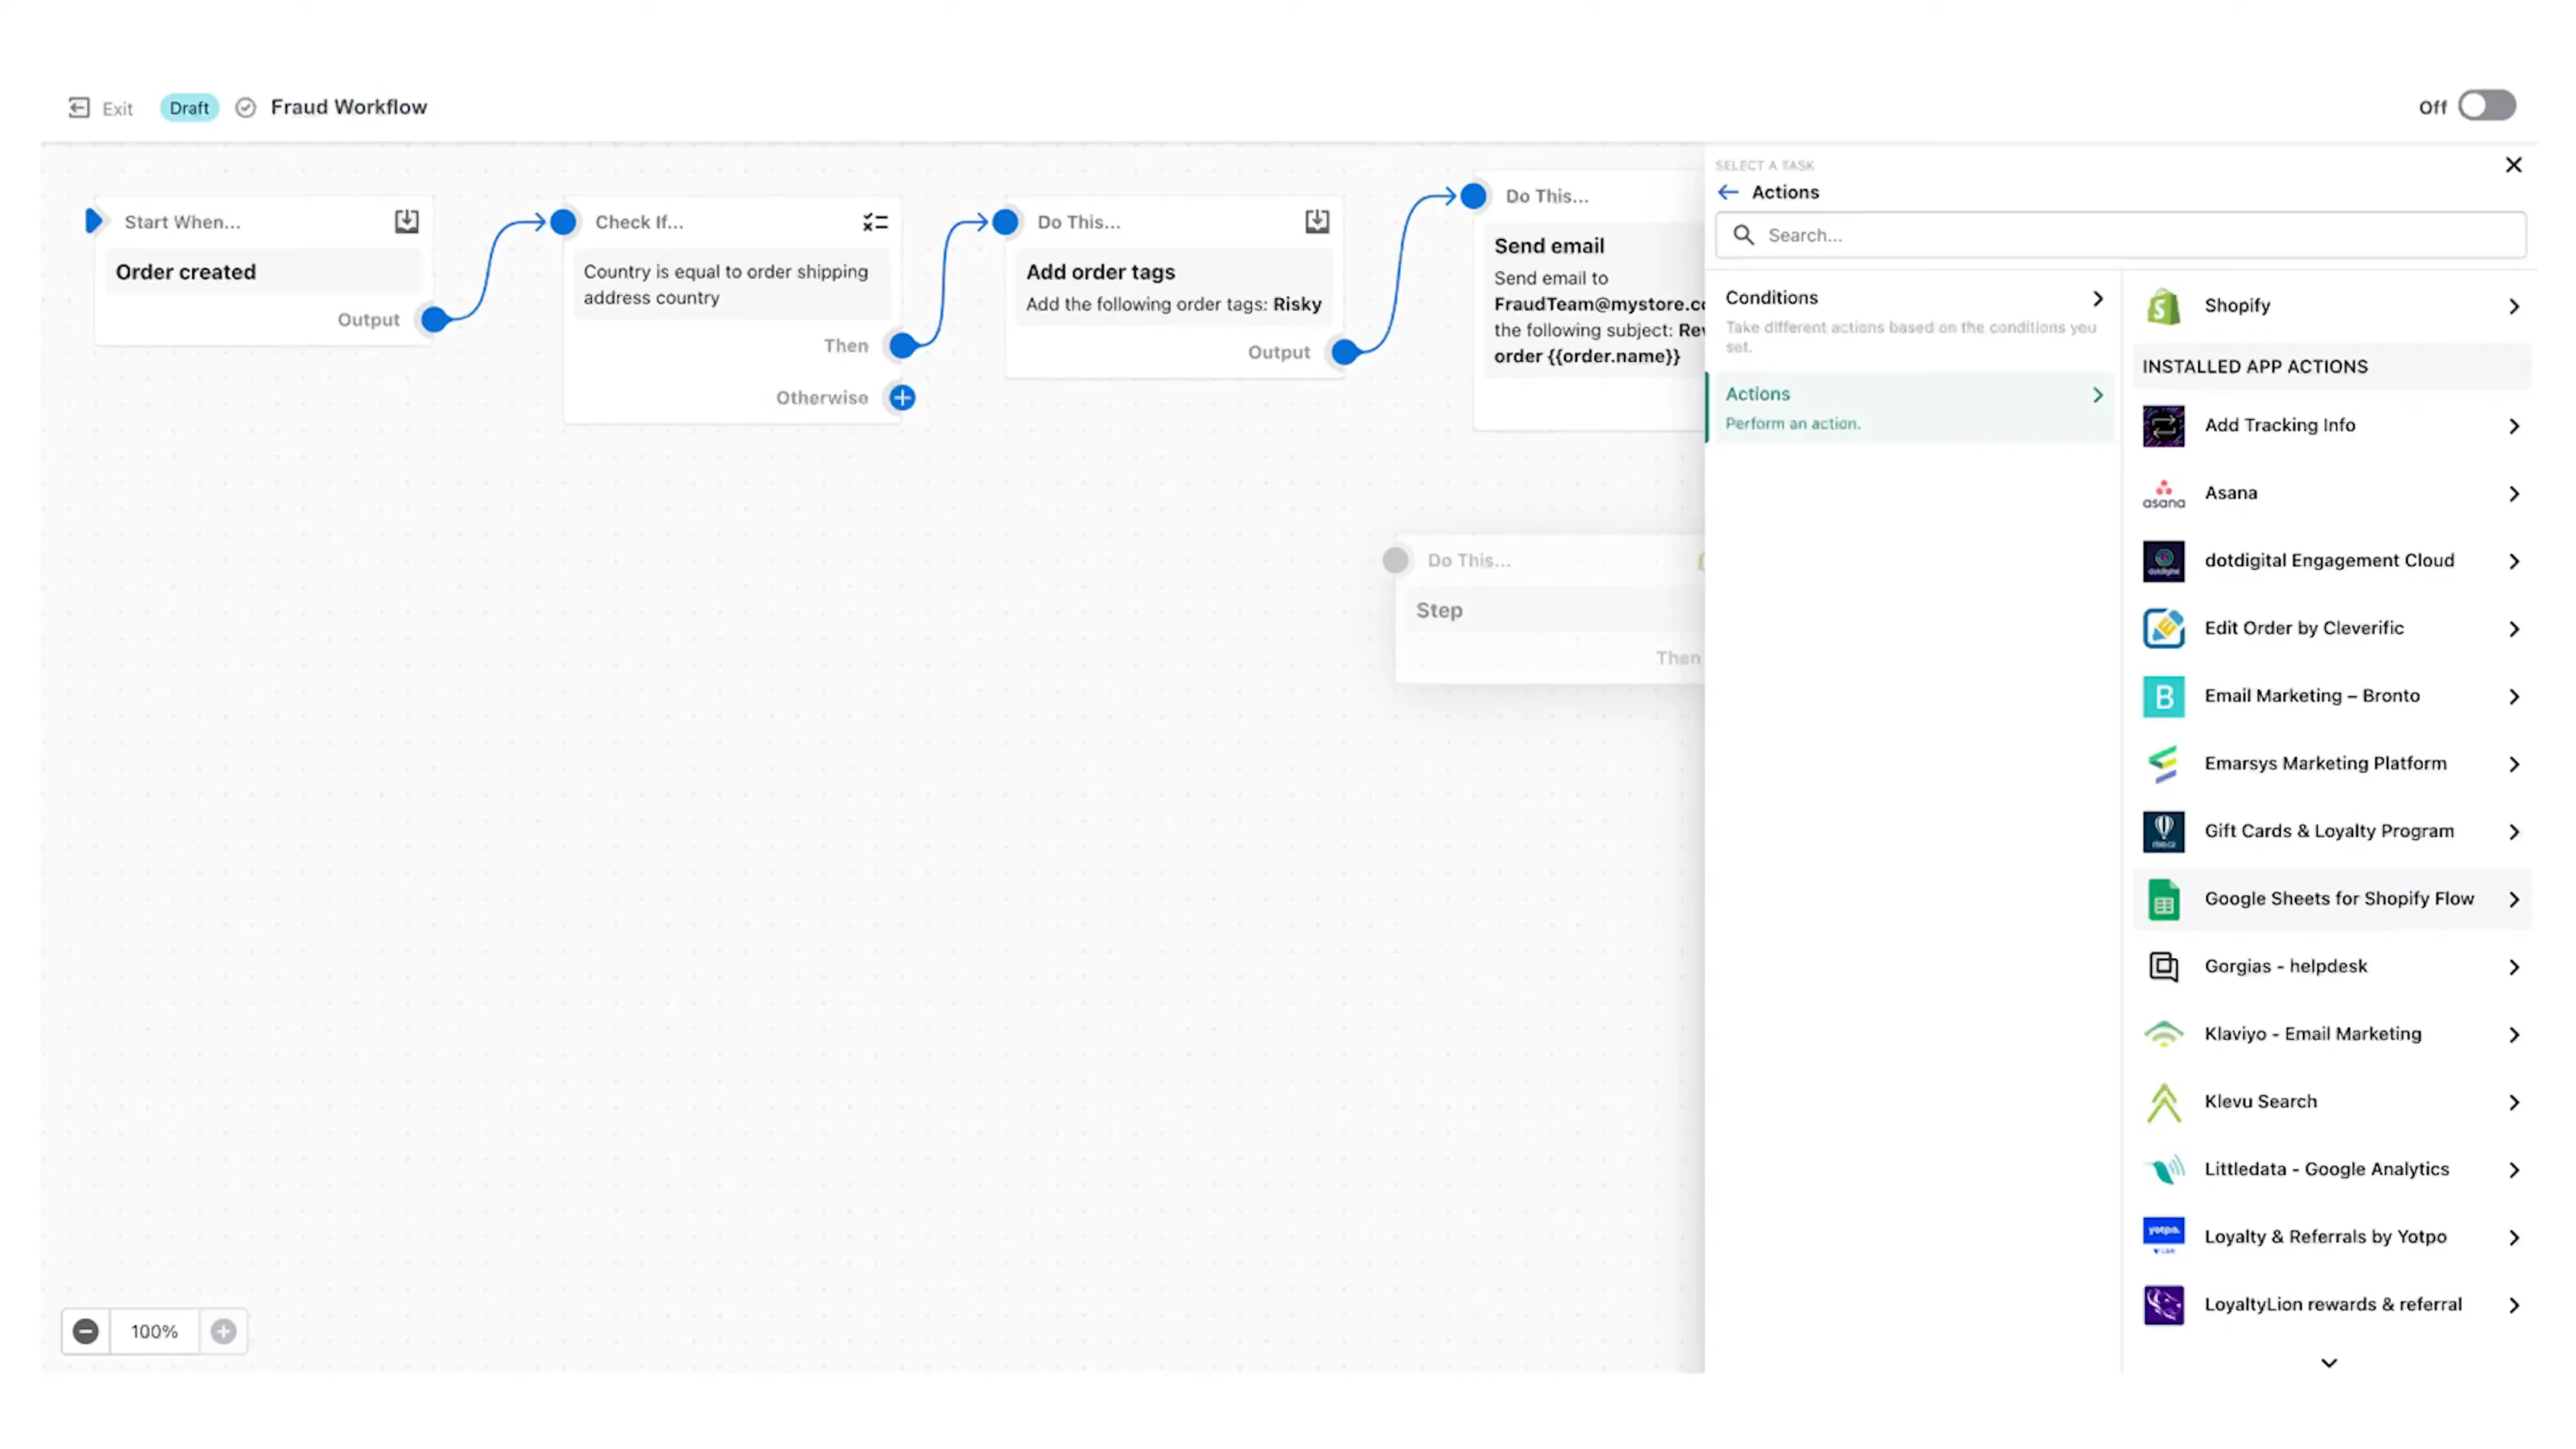 Exit Draft Fraud Workflow
Off
Start When...
Order created
Output
Check If...
Country is equal to order shipping
address country
Then
Otherwise
Do This...
Add order tags
Add the following order tags: Risky
Output
Do This...
Send email
Send email to
FraudTeam@mystore.co
the following subject: Rev
order {{order.name}}
Do This...
Step
Then
100%
SELECT A TASK
Actions
Search...
Conditions
Take different actions based on the conditions you
set.
Actions
Perform an action.
Shopify
INSTALLED APP ACTIONS
Add Tracking Info
asana
Asana
dotdigital Engagement Cloud
Edit Order by Cleverific
B
Email Marketing – Bronto
Emarsys Marketing Platform
Gift Cards & Loyalty Program
Google Sheets for Shopify Flow
Gorgias - helpdesk
Klaviyo - Email Marketing
Klevu Search
Littledata - Google Analytics
yotpo.
Loyalty & Referrals by Yotpo
LoyaltyLion rewards & referral